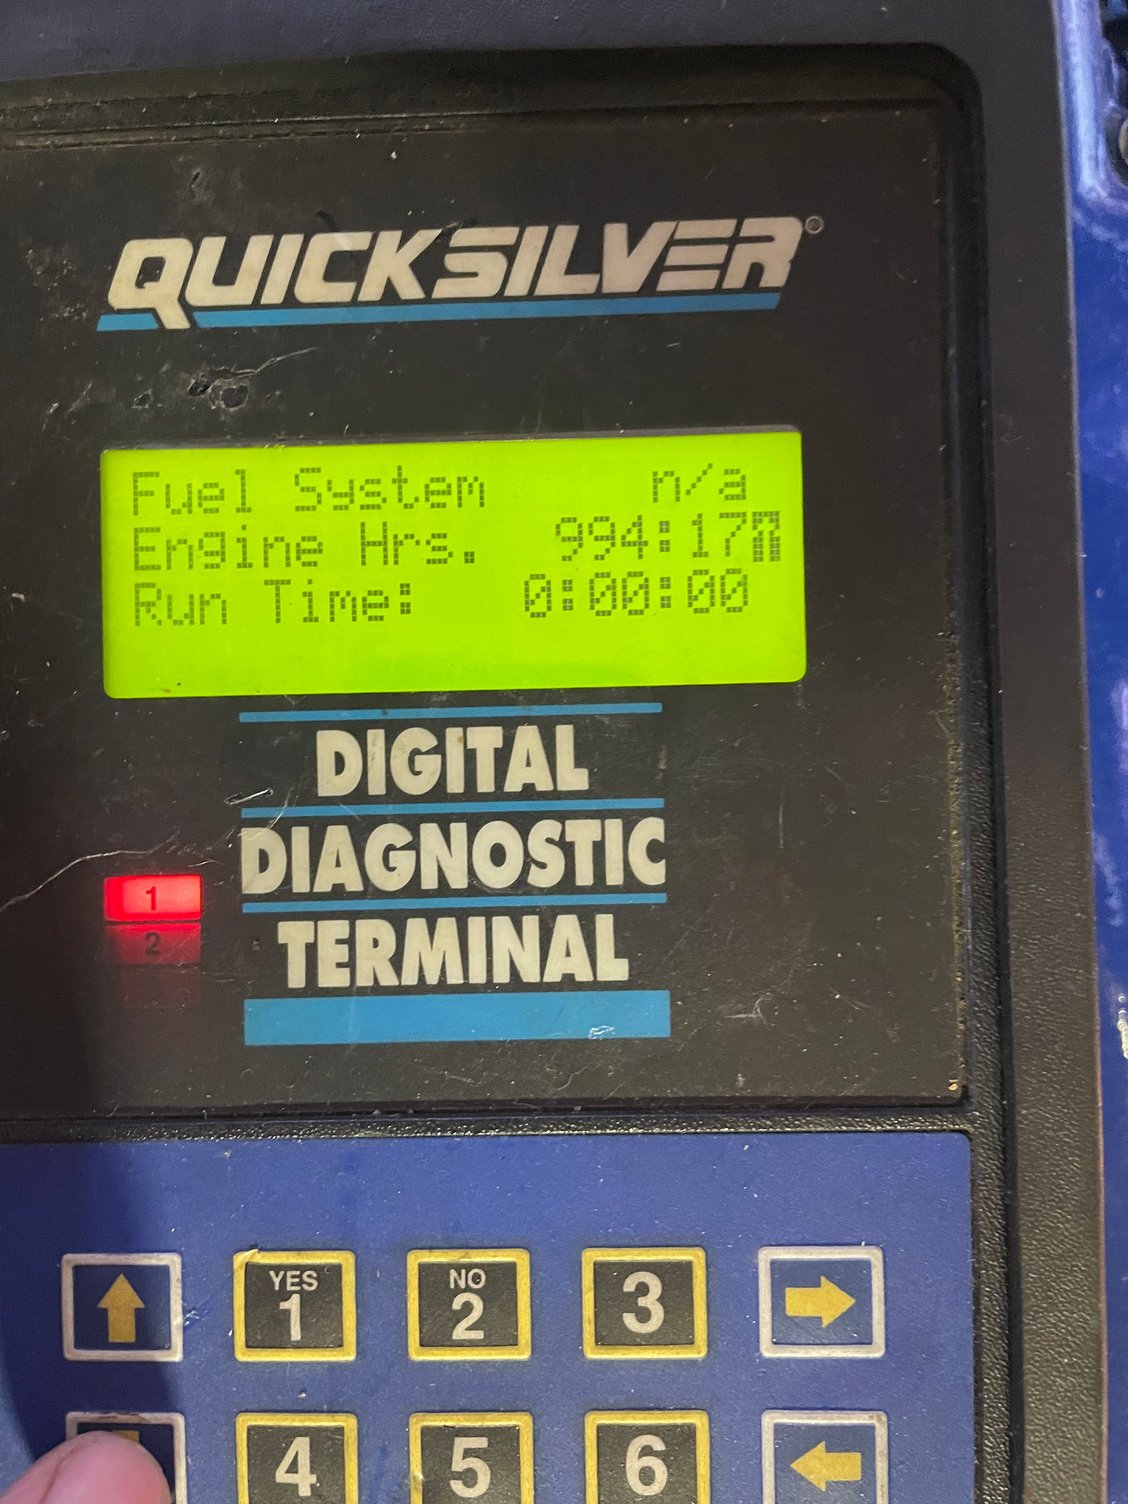 QUICKSILVER
Fuel System n/a
Engine Hrs. 994:17m
Run Time: 0:00:00
DIGITAL
DIAGNOSTIC
TERMINAL
1
2
YES
1
NO
2
3
4
5
6